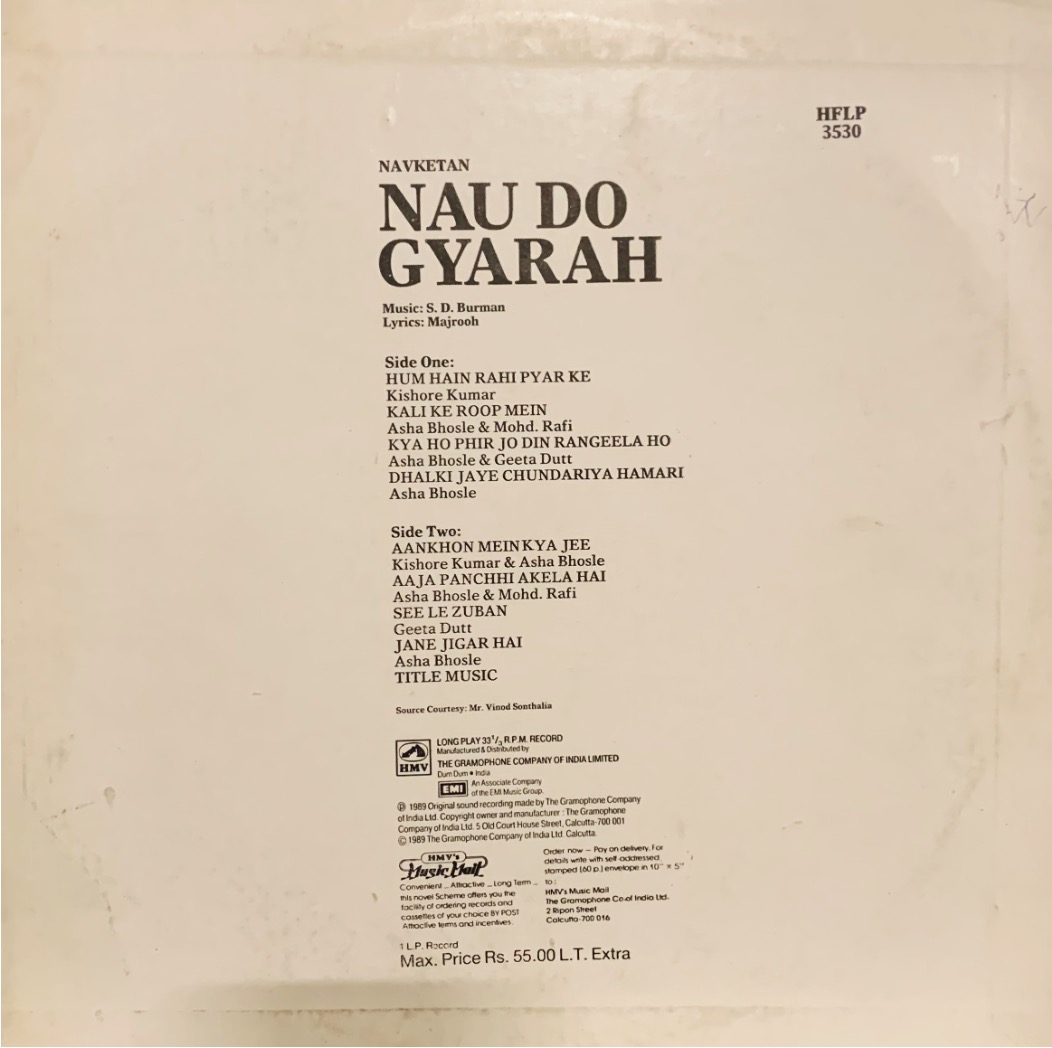 HFLP
3530
NAVKETAN
NAU DO
GYARAH
Music: S. D. Burman
Lyrics: Majrooh
Side One:
HUM HAIN RAHI PYAR KE
Kishore Kumar
KALI KE ROOP MEIN
Asha Bhosle & Mohd. Rafi
KYA HO PHIR JO DIN RANGEELA HO
Asha Bhosle & Geeta Dutt
DHALKI JAYE CHUNDARIYA HAMARI
Asha Bhosle
Side Two:
AANKHON MEIN KYA JEE
Kishore Kumar & Asha Bhosle
AAJA PANCHHI AKELA HAI
Asha Bhosle & Mohd. Rafi
SEE LE ZUBAN
Geeta Dutt
JANE JIGAR HAI
Asha Bhosle
TITLE MUSIC
Source Courtesy: Mr. Vinod Sonthalia
HMV
LONG PLAY 33 1/3 R.P.M. RECORD
Manufactured & Distributed by
THE GRAMOPHONE COMPANY OF INDIA LIMITED
Dum Dum • India
EMI
An Associate Company
of the EMI Music Group.
℗ 1989 Original sound recording made by The Gramophone Company
of India Ltd. Copyright owner and manufacturer : The Gramophone
Company of India Ltd. 5 Old Court House Street, Calcutta-700 001
© 1989 The Gramophone Company of India Ltd. Calcutta.
HMV's
Music Mail
Convenient ... Attractive ... Long Term ...
this novel Scheme offers you the
facility of ordering records and
cassettes of your choice BY POST
Attractive terms and incentives.
Order now – Pay on delivery. For
details write with self-addressed
stamped (60 p.) envelope in 10" × 5"
to :
HMV's Music Mail
The Gramophone Co.of India Ltd.
2 Ripon Street
Calcutta-700 016
1 L.P. Record
Max. Price Rs. 55.00 L.T. Extra